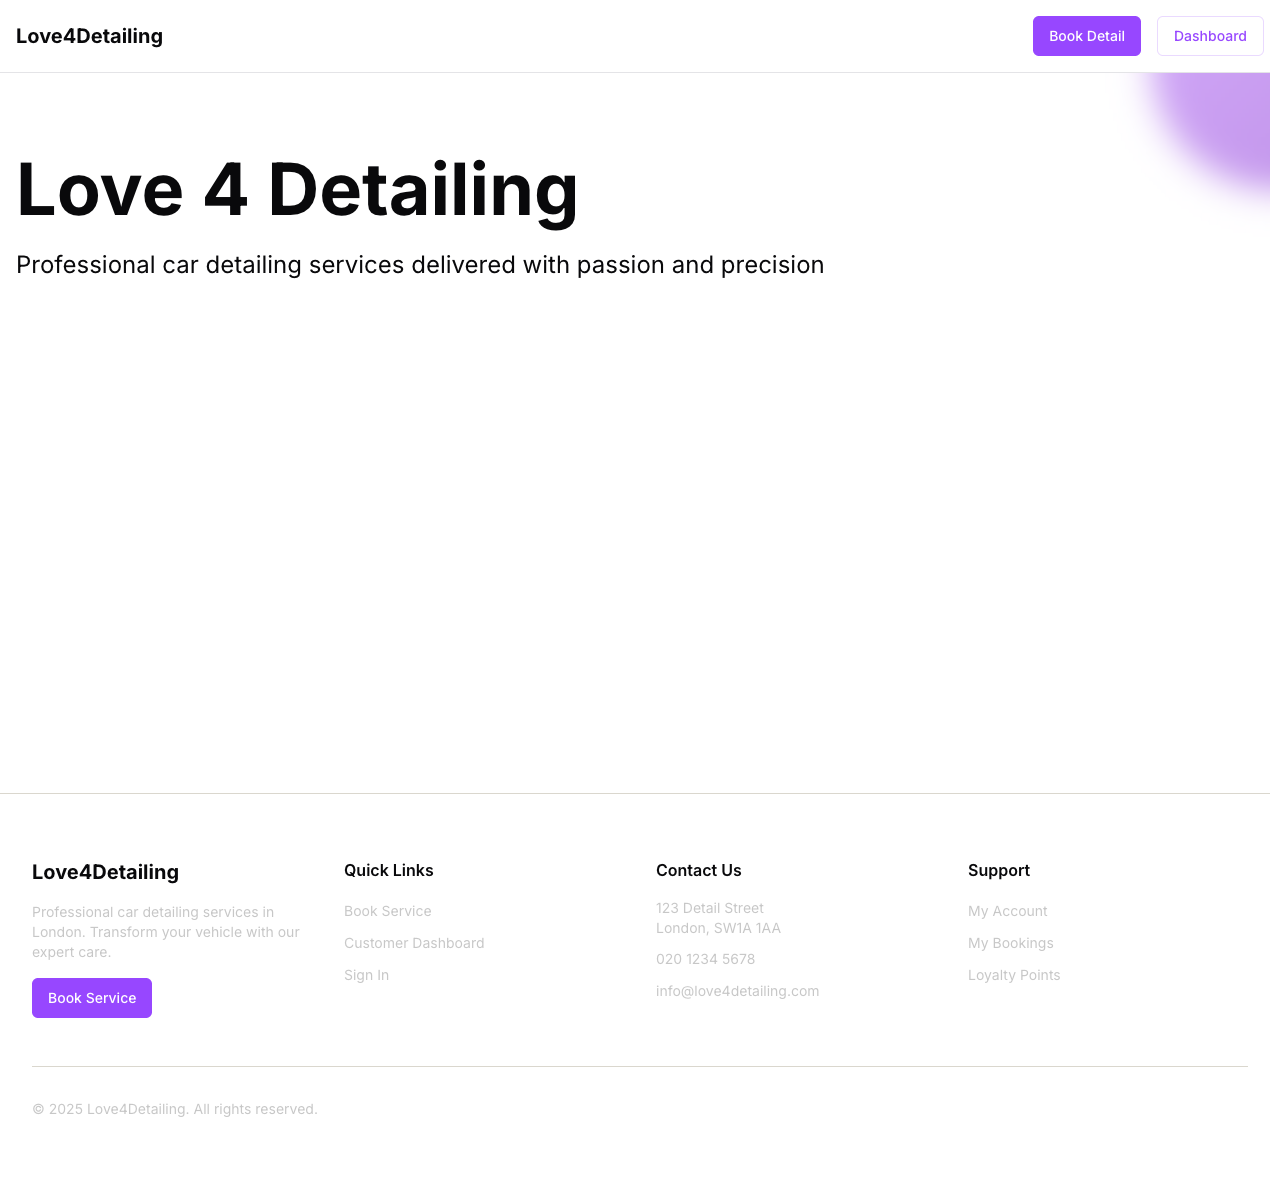 Love4Detailing
Book Detail
Dashboard
Love 4 Detailing
Professional car detailing services delivered with passion and precision
Love4Detailing
Professional car detailing services in
London. Transform your vehicle with our
expert care.
Book Service
Quick Links
Book Service
Customer Dashboard
Sign In
Contact Us
123 Detail Street
London, SW1A 1AA
020 1234 5678
info@love4detailing.com
Support
My Account
My Bookings
Loyalty Points
© 2025 Love4Detailing. All rights reserved.